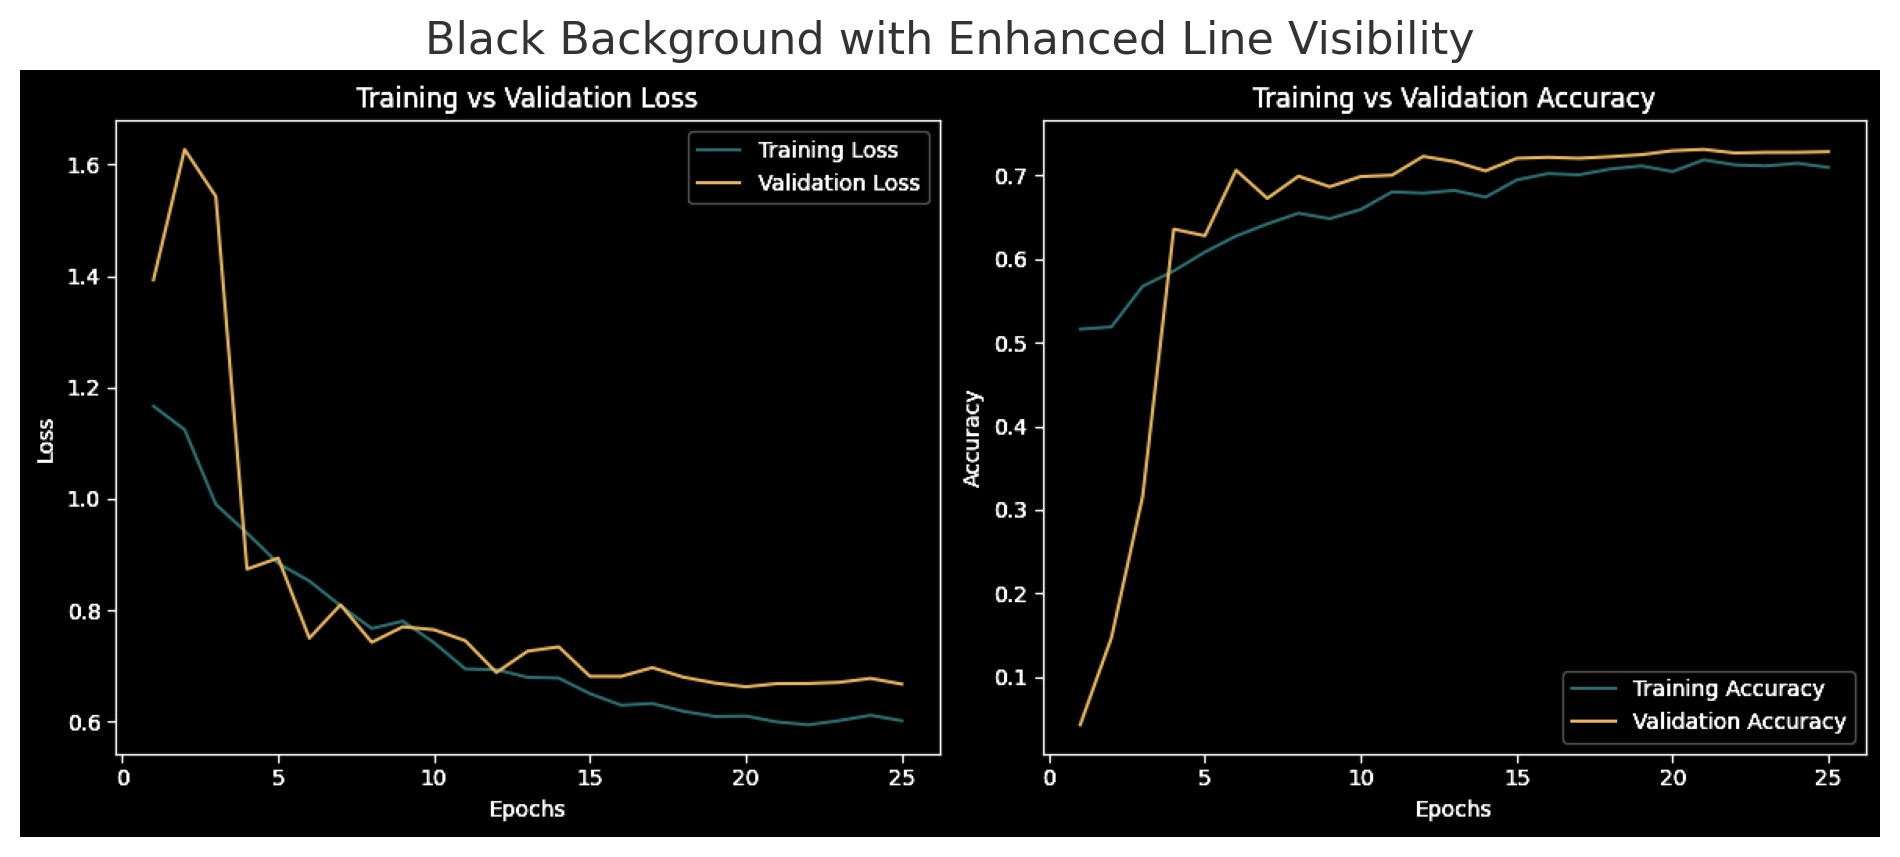 Black Background with Enhanced Line Visibility
Training vs Validation Loss
Training Loss
Validation Loss
1.6
1.4
1.2
1.0
0.8
0.6
Loss
0 5 10 15 20 25
Epochs
Training vs Validation Accuracy
0.7
0.6
0.5
0.4
0.3
0.2
0.1
Accuracy
Training Accuracy
Validation Accuracy
0 5 10 15 20 25
Epochs